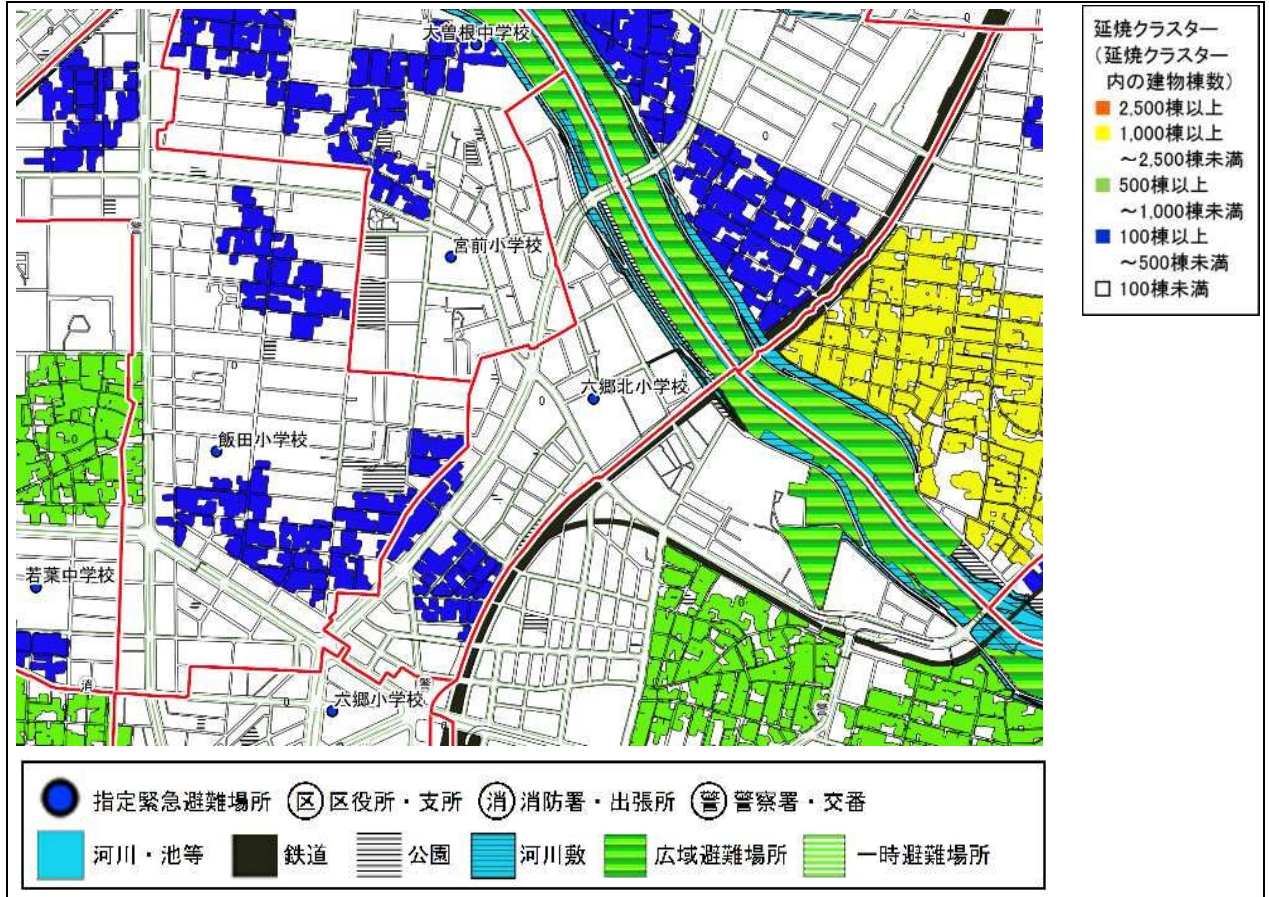 大曽根中学校
宮前小学校
六郷北小学校
飯田小学校
若葉中学校
六郷小学校
警
消
警
延焼クラスター
(延焼クラスター
内の建物棟数)
2,500棟以上
1,000棟以上
～2,500棟未満
500棟以上
～1,000棟未満
100棟以上
～500棟未満
100棟未満
指定緊急避難場所 区 区役所・支所 消 消防署・出張所 警 警察署・交番
河川・池等 鉄道 公園 河川敷 広域避難場所 一時避難場所